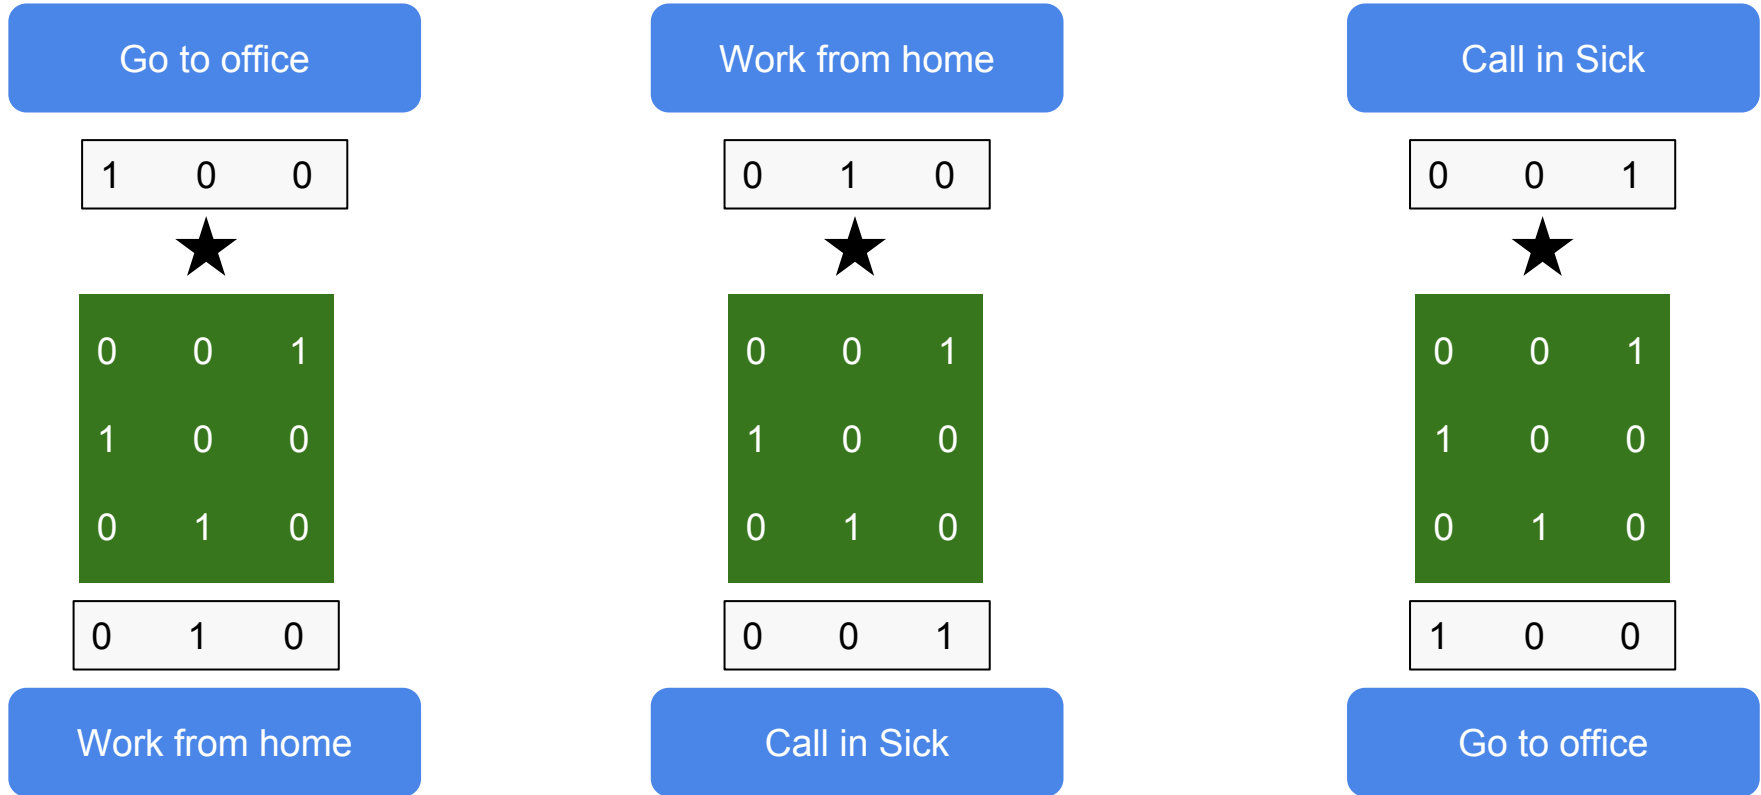 Go to office Work from home Call in Sick
1 0 0 0 1 0 0 0 1
0 0 1 0 0 1 0 0 1
1 0 0 1 0 0 1 0 0
0 1 0 0 1 0 0 1 0
0 1 0 0 0 1 1 0 0
Work from home Call in Sick Go to office